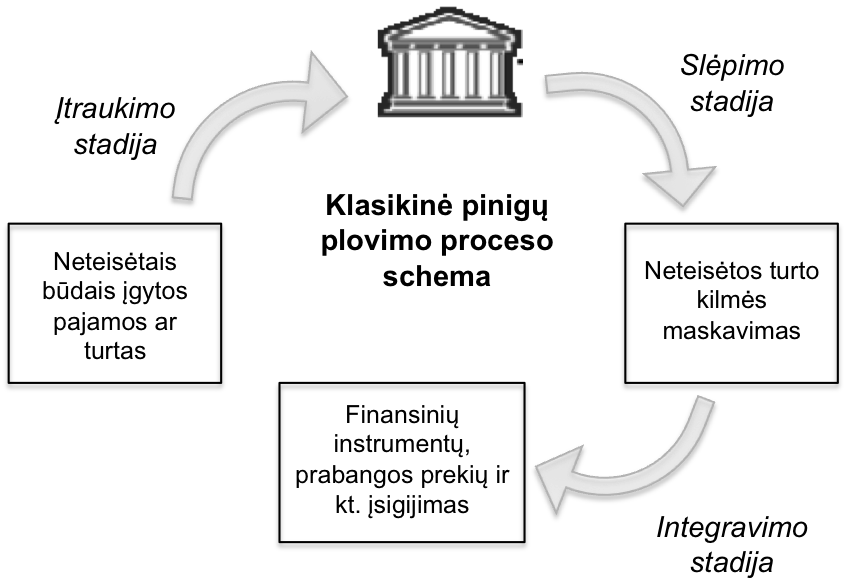 Įtraukimo
stadija
Slėpimo
stadija
Klasikinė pinigų
plovimo proceso
schema
Neteisėtais
būdais įgytos
pajamos ar
turtas
Neteisėtos turto
kilmės
maskavimas
Finansinių
instrumentų,
prabangos prekių ir
kt. įsigijimas
Integravimo
stadija